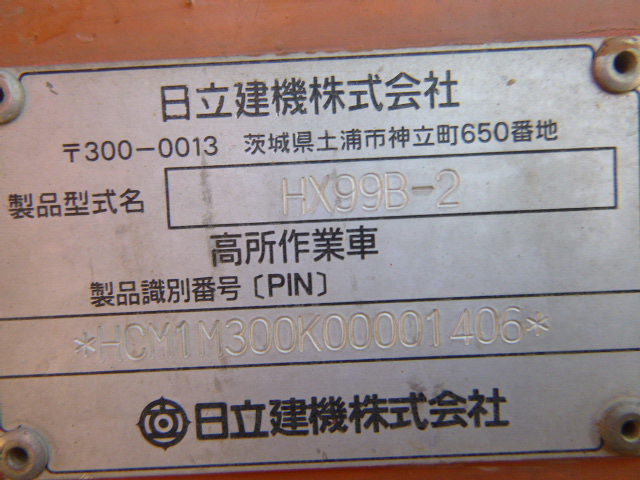 日立建機株式会社
〒300-0013 茨城県土浦市神立町650番地
製品型式名 HX99B-2
高所作業車
製品識別番号〔PIN〕
*HCM1M300K00001406*
日立建機株式会社